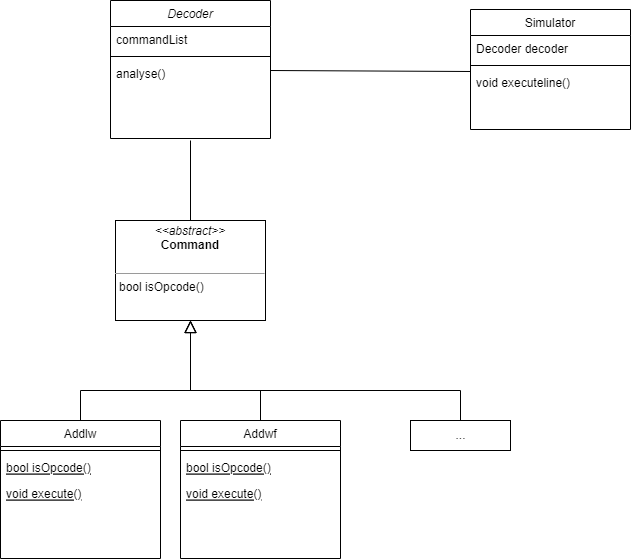 Decoder
commandList
analyse()
Simulator
Decoder decoder
void executeline()
<<abstract>>
Command
bool isOpcode()
Addlw
bool isOpcode()
void execute()
Addwf
bool isOpcode()
void execute()
...